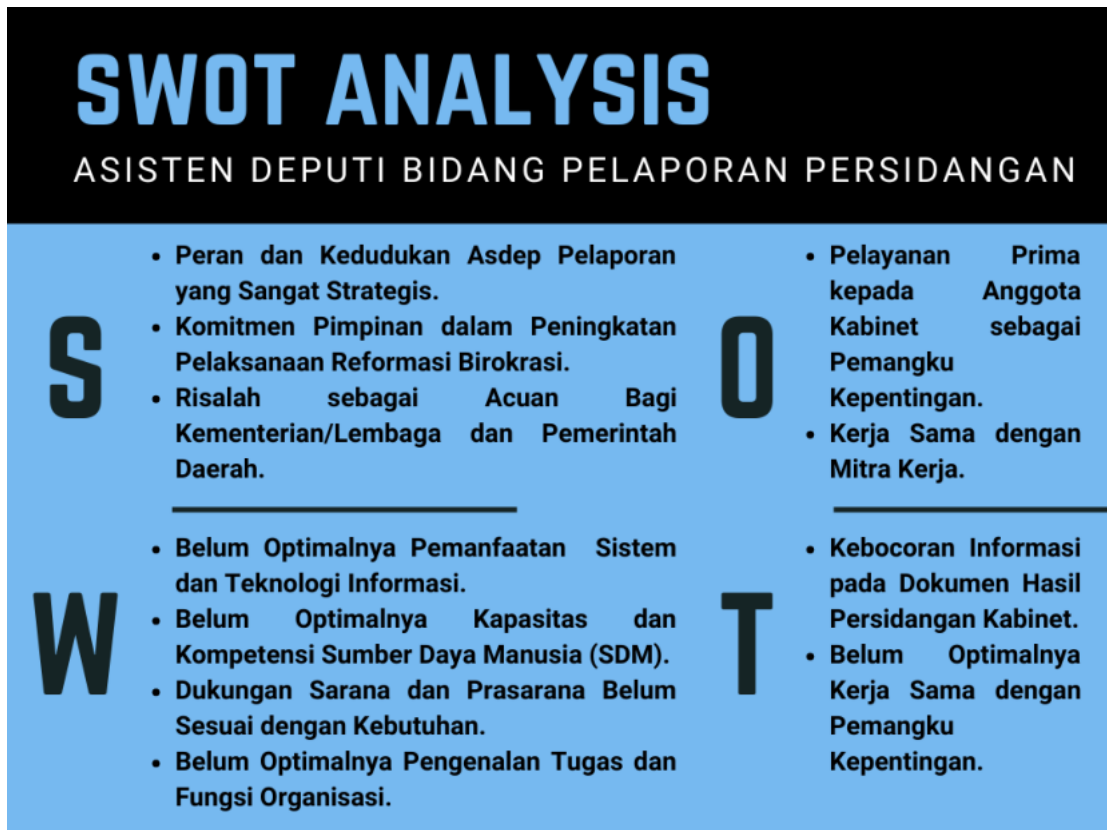 SWOT ANALYSIS
ASISTEN DEPUTI BIDANG PELAPORAN PERSIDANGAN
S
• Peran dan Kedudukan Asdep Pelaporan
yang Sangat Strategis.
• Komitmen Pimpinan dalam Peningkatan
Pelaksanaan Reformasi Birokrasi.
• Risalah sebagai Acuan Bagi
Kementerian/Lembaga dan Pemerintah
Daerah.
O
• Pelayanan Prima
kepada Anggota
Kabinet sebagai
Pemangku
Kepentingan.
• Kerja Sama dengan
Mitra Kerja.
W
• Belum Optimalnya Pemanfaatan Sistem
dan Teknologi Informasi.
• Belum Optimalnya Kapasitas dan
Kompetensi Sumber Daya Manusia (SDM).
• Dukungan Sarana dan Prasarana Belum
Sesuai dengan Kebutuhan.
• Belum Optimalnya Pengenalan Tugas dan
Fungsi Organisasi.
T
• Kebocoran Informasi
pada Dokumen Hasil
Persidangan Kabinet.
• Belum Optimalnya
Kerja Sama dengan
Pemangku
Kepentingan.